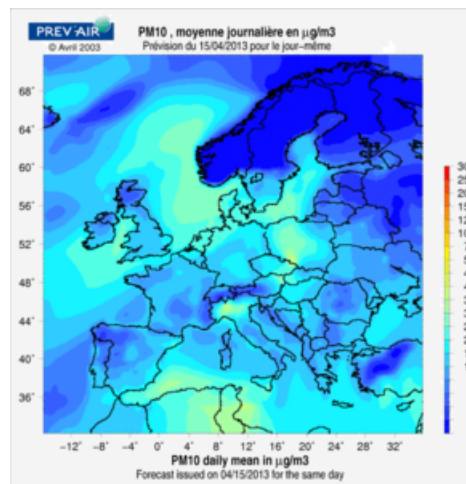 PREV'AIR
© Avril 2003
PM10 , moyenne journalière en µg/m3
Prévision du 15/04/2013 pour le jour-même
68°
64°
60°
56°
52°
48°
44°
40°
36°
-12° -8° -4° 0° 4° 8° 12° 16° 20° 24° 28° 32°
PM10 daily mean in µg/m3
Forecast issued on 04/15/2013 for the same day